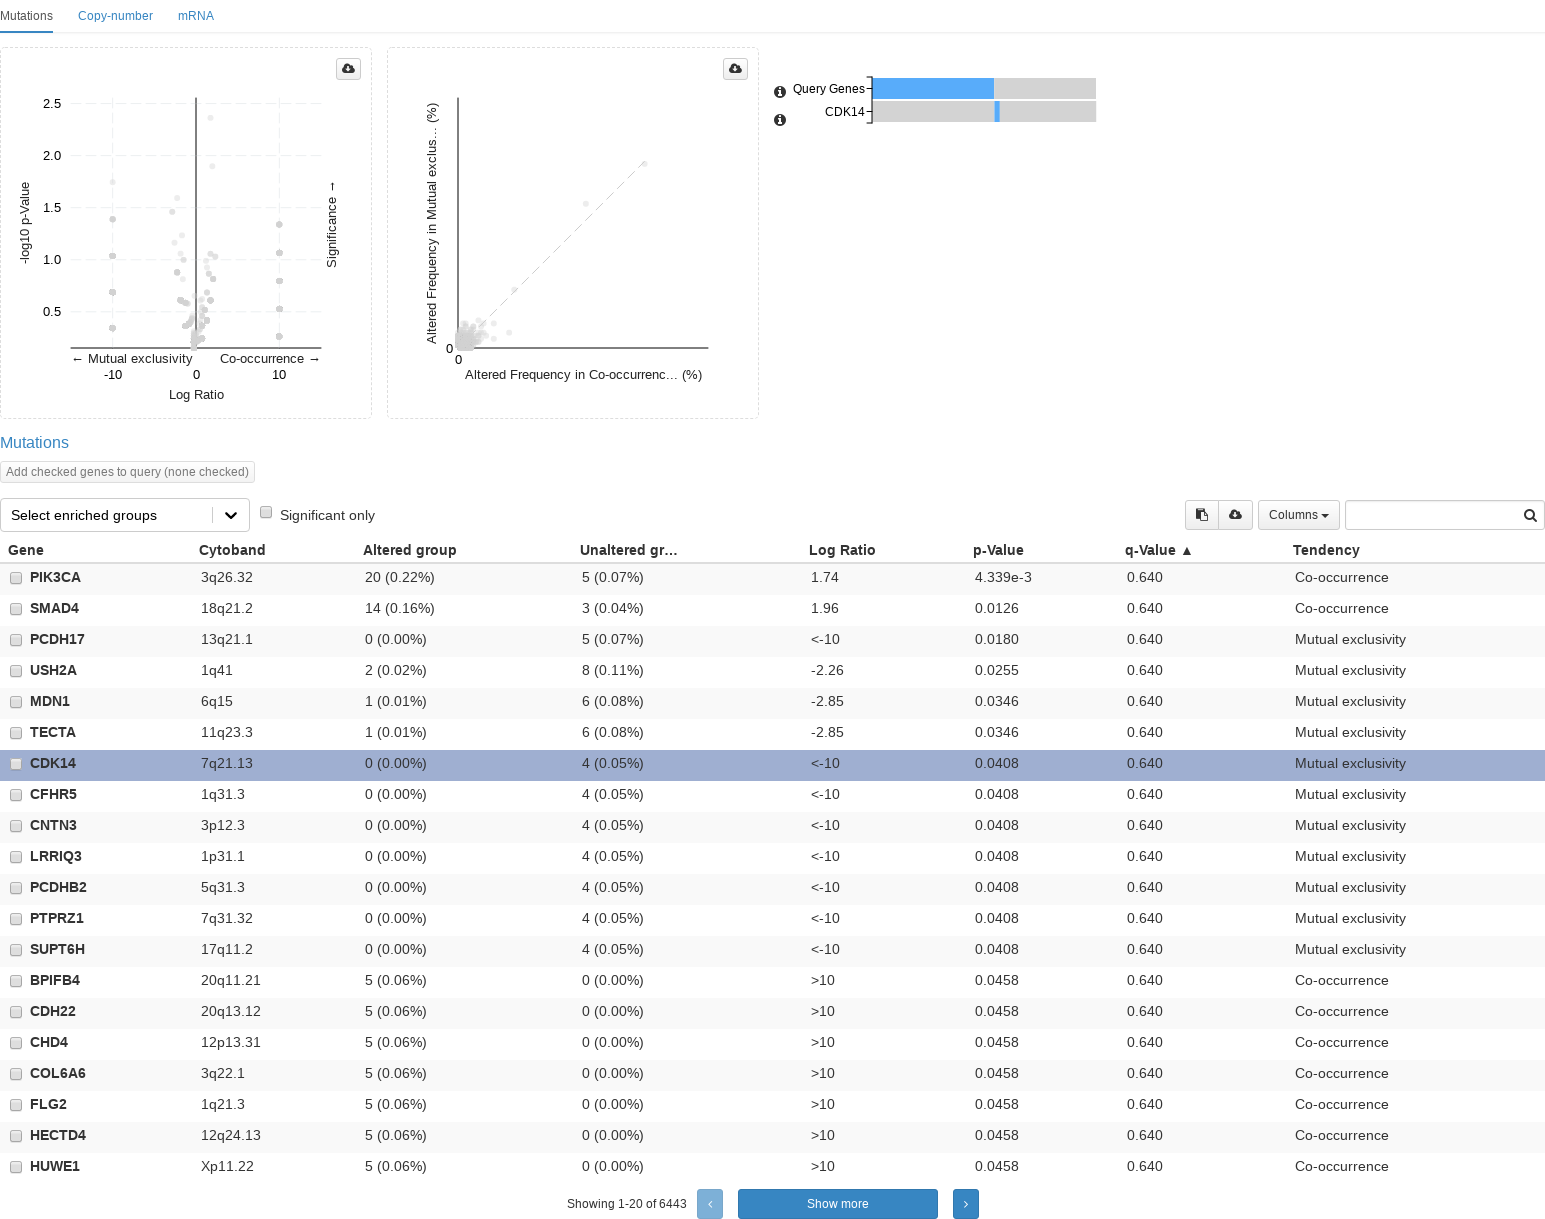 Mutations Copy-number mRNA
2.5
2.0
1.5
1.0
0.5
-log10 p-Value
Significance →
← Mutual exclusivity Co-occurrence →
-10 0 10
Log Ratio
Altered Frequency in Mutual exclus... (%)
0
0
Altered Frequency in Co-occurrenc... (%)
Query Genes
CDK14
Mutations
Add checked genes to query (none checked)
Select enriched groups Significant only Columns
Gene Cytoband Altered group Unaltered gr... Log Ratio p-Value q-Value ▲ Tendency
PIK3CA 3q26.32 20 (0.22%) 5 (0.07%) 1.74 4.339e-3 0.640 Co-occurrence
SMAD4 18q21.2 14 (0.16%) 3 (0.04%) 1.96 0.0126 0.640 Co-occurrence
PCDH17 13q21.1 0 (0.00%) 5 (0.07%) <-10 0.0180 0.640 Mutual exclusivity
USH2A 1q41 2 (0.02%) 8 (0.11%) -2.26 0.0255 0.640 Mutual exclusivity
MDN1 6q15 1 (0.01%) 6 (0.08%) -2.85 0.0346 0.640 Mutual exclusivity
TECTA 11q23.3 1 (0.01%) 6 (0.08%) -2.85 0.0346 0.640 Mutual exclusivity
CDK14 7q21.13 0 (0.00%) 4 (0.05%) <-10 0.0408 0.640 Mutual exclusivity
CFHR5 1q31.3 0 (0.00%) 4 (0.05%) <-10 0.0408 0.640 Mutual exclusivity
CNTN3 3p12.3 0 (0.00%) 4 (0.05%) <-10 0.0408 0.640 Mutual exclusivity
LRRIQ3 1p31.1 0 (0.00%) 4 (0.05%) <-10 0.0408 0.640 Mutual exclusivity
PCDHB2 5q31.3 0 (0.00%) 4 (0.05%) <-10 0.0408 0.640 Mutual exclusivity
PTPRZ1 7q31.32 0 (0.00%) 4 (0.05%) <-10 0.0408 0.640 Mutual exclusivity
SUPT6H 17q11.2 0 (0.00%) 4 (0.05%) <-10 0.0408 0.640 Mutual exclusivity
BPIFB4 20q11.21 5 (0.06%) 0 (0.00%) >10 0.0458 0.640 Co-occurrence
CDH22 20q13.12 5 (0.06%) 0 (0.00%) >10 0.0458 0.640 Co-occurrence
CHD4 12p13.31 5 (0.06%) 0 (0.00%) >10 0.0458 0.640 Co-occurrence
COL6A6 3q22.1 5 (0.06%) 0 (0.00%) >10 0.0458 0.640 Co-occurrence
FLG2 1q21.3 5 (0.06%) 0 (0.00%) >10 0.0458 0.640 Co-occurrence
HECTD4 12q24.13 5 (0.06%) 0 (0.00%) >10 0.0458 0.640 Co-occurrence
HUWE1 Xp11.22 5 (0.06%) 0 (0.00%) >10 0.0458 0.640 Co-occurrence
Showing 1-20 of 6443 ‹ Show more ›